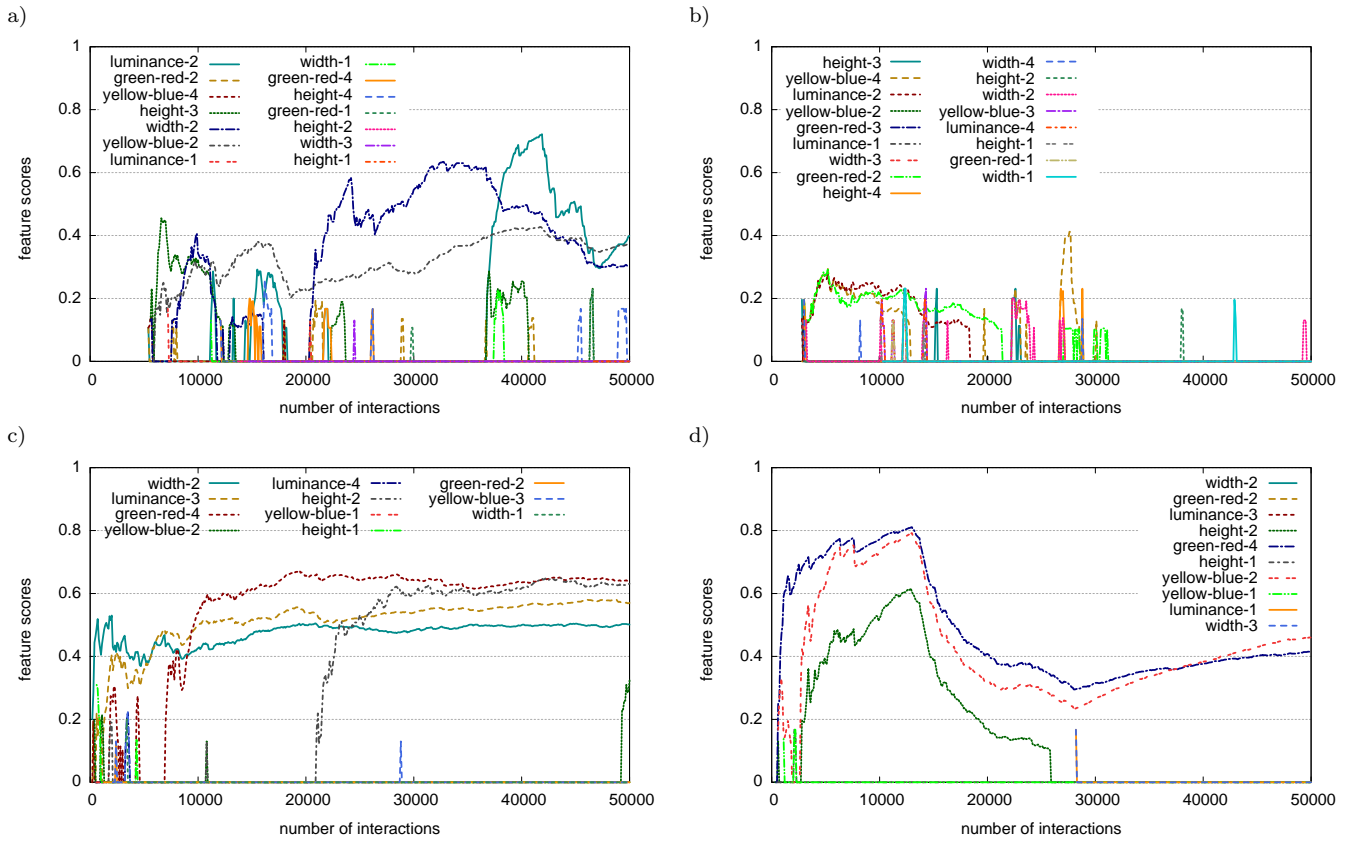 a)
1
0.8
0.6
0.4
0.2
0
0 10000 20000 30000 40000 50000
feature scores
number of interactions
luminance-2
green-red-2
yellow-blue-4
height-3
width-2
yellow-blue-2
luminance-1
width-1
green-red-4
height-4
green-red-1
height-2
width-3
height-1
b)
1
0.8
0.6
0.4
0.2
0
0 10000 20000 30000 40000 50000
feature scores
number of interactions
height-3
yellow-blue-4
luminance-2
yellow-blue-2
green-red-3
luminance-1
width-3
green-red-2
height-4
width-4
height-2
width-2
yellow-blue-3
luminance-4
height-1
green-red-1
width-1
c)
1
0.8
0.6
0.4
0.2
0
0 10000 20000 30000 40000 50000
feature scores
number of interactions
width-2
luminance-3
green-red-4
yellow-blue-2
luminance-4
height-2
yellow-blue-1
height-1
green-red-2
yellow-blue-3
width-1
d)
1
0.8
0.6
0.4
0.2
0
0 10000 20000 30000 40000 50000
feature scores
number of interactions
width-2
green-red-2
luminance-3
height-2
green-red-4
height-1
yellow-blue-2
yellow-blue-1
luminance-1
width-3